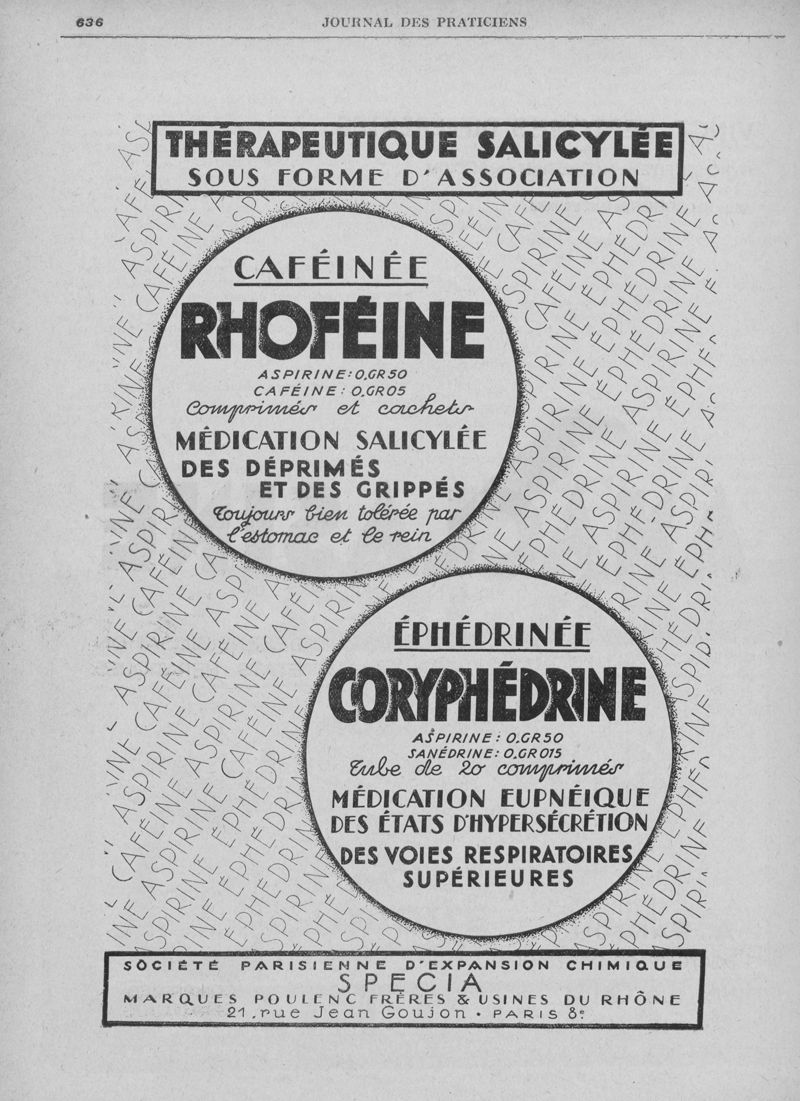 636
JOURNAL DES PRATICIENS
THÉRAPEUTIQUE SALICYLÉE
SOUS FORME D'ASSOCIATION
CAFÉINÉE
RHOFÉINE
ASPIRINE: 0,GR50
CAFÉINE: 0,GR05
Comprimés et cachets
MÉDICATION SALICYLÉE
DES DÉPRIMÉS
ET DES GRIPPÉS
Toujours bien tolérée par
l'estomac et le rein
ÉPHÉDRINÉE
CORYPHÉDRINE
ASPIRINE: 0,GR50
SANÉDRINE: 0,GR015
Tube de 20 comprimés
MÉDICATION EUPNÉIQUE
DES ÉTATS D'HYPERSÉCRÉTION
DES VOIES RESPIRATOIRES
SUPÉRIEURES
SOCIÉTÉ PARISIENNE D'EXPANSION CHIMIQUE
SPECIA
MARQUES POULENC FRÈRES & USINES DU RHÔNE
21, rue Jean Goujon · PARIS 8e